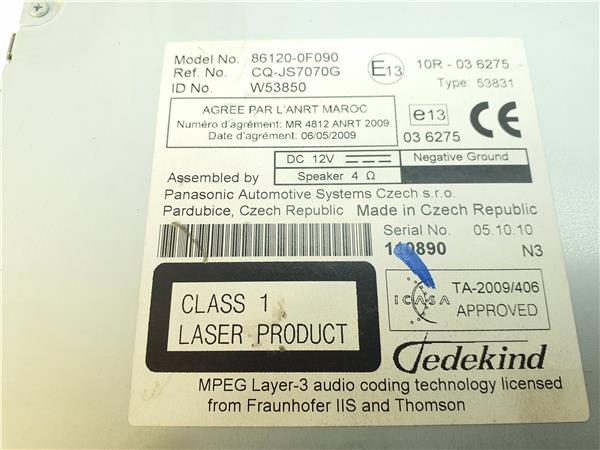 Model No. 86120-0F090
Ref. No. CQ-JS7070G
ID No. W53850
E13 10R - 03 6275
Type: 53831
AGREE PAR L'ANRT MAROC
Numéro d'agrément: MR 4812 ANRT 2009
Date d'agrément: 06/05/2009
e13
03 6275
CE
DC 12V Negative Ground
Speaker 4 Ω
Assembled by
Panasonic Automotive Systems Czech s.r.o.
Pardubice, Czech Republic Made in Czech Republic
Serial No. 05.10.10
110890 N3
CLASS 1
LASER PRODUCT
ICASA
TA-2009/406
APPROVED
Tedekind
MPEG Layer-3 audio coding technology licensed
from Fraunhofer IIS and Thomson